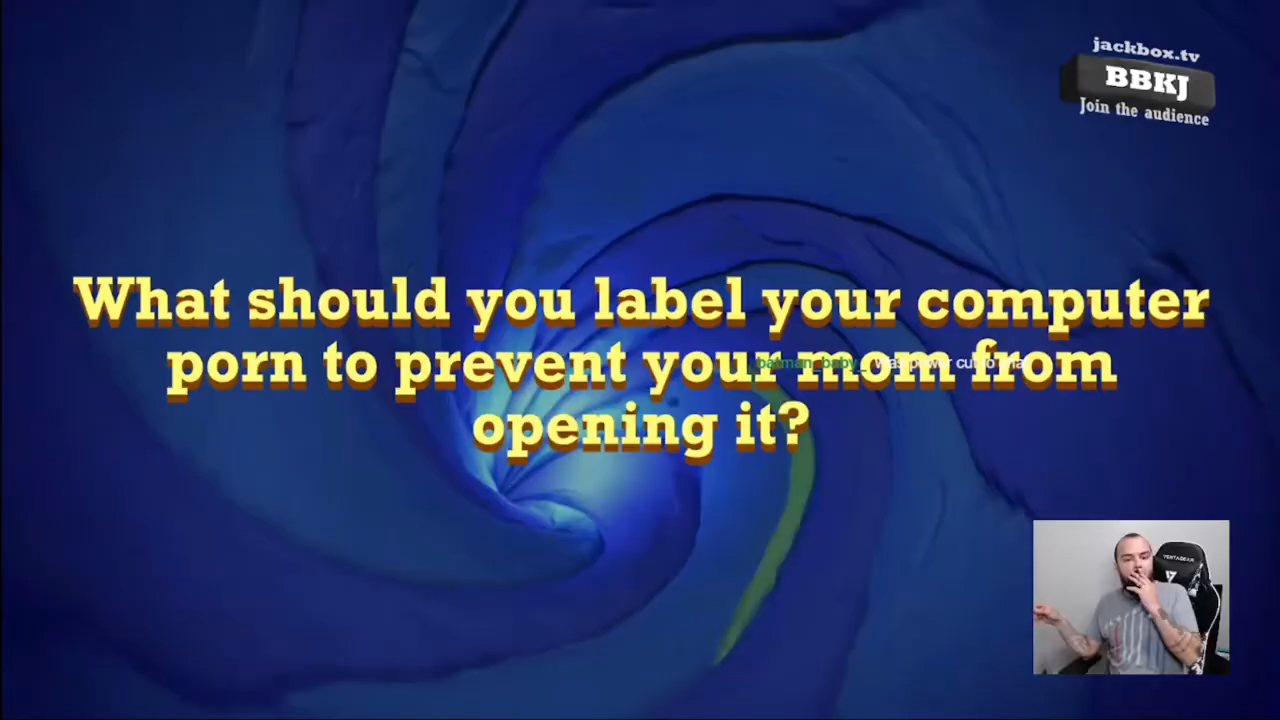 jackbox.tv
BBKJ
Join the audience
What should you label your computer
porn to prevent your mom from
opening it?
batman_baby_